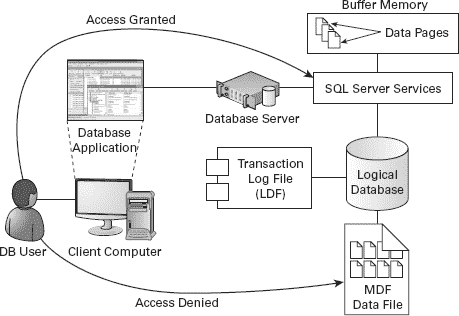 Buffer Memory
Access Granted
Data Pages
SQL Server Services
Database Server
Database
Application
Transaction
Log File
(LDF)
Logical
Database
DB User
Client Computer
MDF
Data File
Access Denied